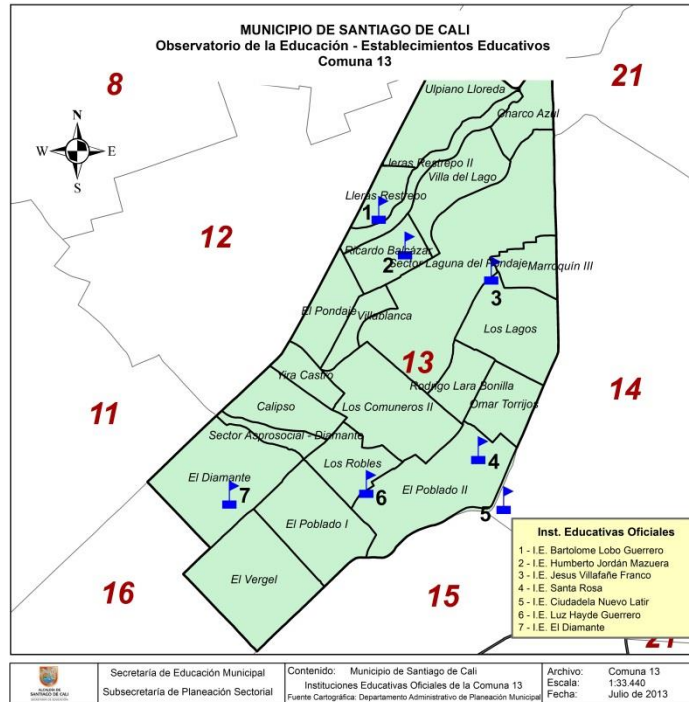 MUNICIPIO DE SANTIAGO DE CALI
Observatorio de la Educación - Establecimientos Educativos
Comuna 13
8
21
Ulpiano Lloreda
Charco Azul
N
W E
S
Lleras Restrepo II
Villa del Lago
Lleras Restrepo
1
12
Ricardo Balcázar
2
Sector Laguna del Pondaje
Marroquín III
3
El Pondaje
Villablanca
Los Lagos
13
Yira Castro
Rodrigo Lara Bonilla
14
11
Calipso
Los Comuneros II
Omar Torrijos
Sector Asprosocial - Diamante
Los Robles
4
El Diamante
7
6
El Poblado II
5
El Poblado I
El Vergel
16
15
21
Inst. Educativas Oficiales
1 - I.E. Bartolome Lobo Guerrero
2 - I.E. Humberto Jordán Mazuera
3 - I.E. Jesus Villafañe Franco
4 - I.E. Santa Rosa
5 - I.E. Ciudadela Nuevo Latir
6 - I.E. Luz Hayde Guerrero
7 - I.E. El Diamante
ALCALDÍA DE
SANTIAGO DE CALI
Secretaría de Educación Municipal
Subsecretaría de Planeación Sectorial
Contenido: Municipio de Santiago de Cali
Instituciones Educativas Oficiales de la Comuna 13
Fuente Cartográfica: Departamento Administrativo de Planeación Municipal
Archivo: Comuna 13
Escala: 1:33.440
Fecha: Julio de 2013